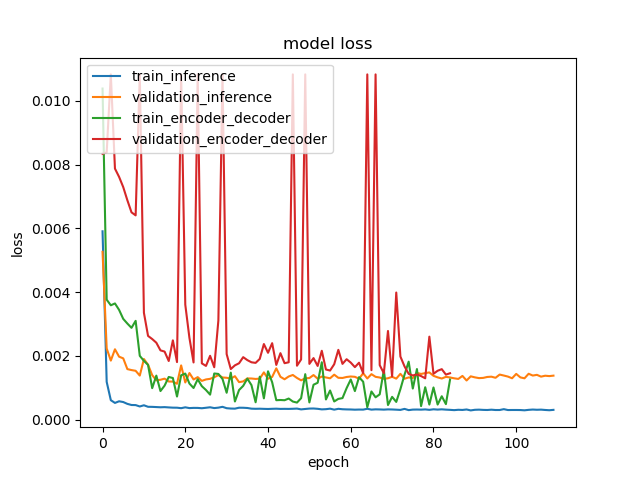 model loss
train_inference
validation_inference
train_encoder_decoder
validation_encoder_decoder
0.010
0.008
0.006
0.004
0.002
0.000
loss
0 20 40 60 80 100
epoch